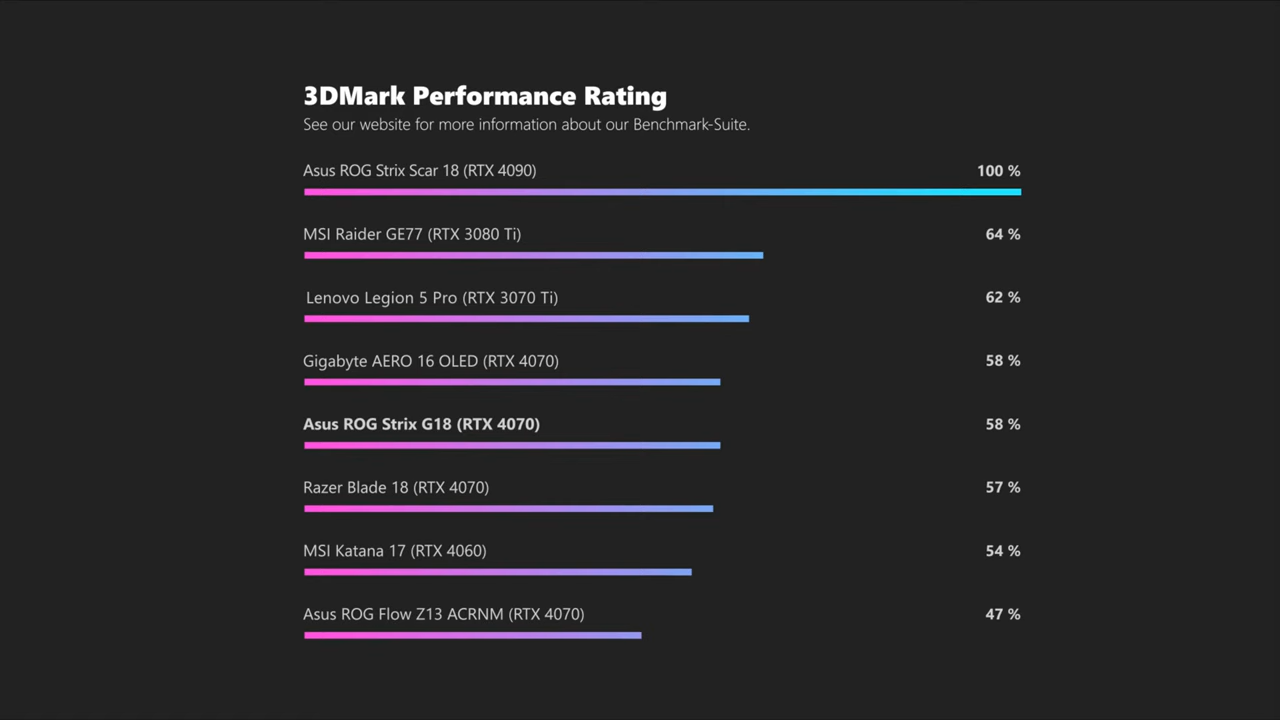 3DMark Performance Rating
See our website for more information about our Benchmark-Suite.
Asus ROG Strix Scar 18 (RTX 4090) 100 %
MSI Raider GE77 (RTX 3080 Ti) 64 %
Lenovo Legion 5 Pro (RTX 3070 Ti) 62 %
Gigabyte AERO 16 OLED (RTX 4070) 58 %
Asus ROG Strix G18 (RTX 4070) 58 %
Razer Blade 18 (RTX 4070) 57 %
MSI Katana 17 (RTX 4060) 54 %
Asus ROG Flow Z13 ACRNM (RTX 4070) 47 %